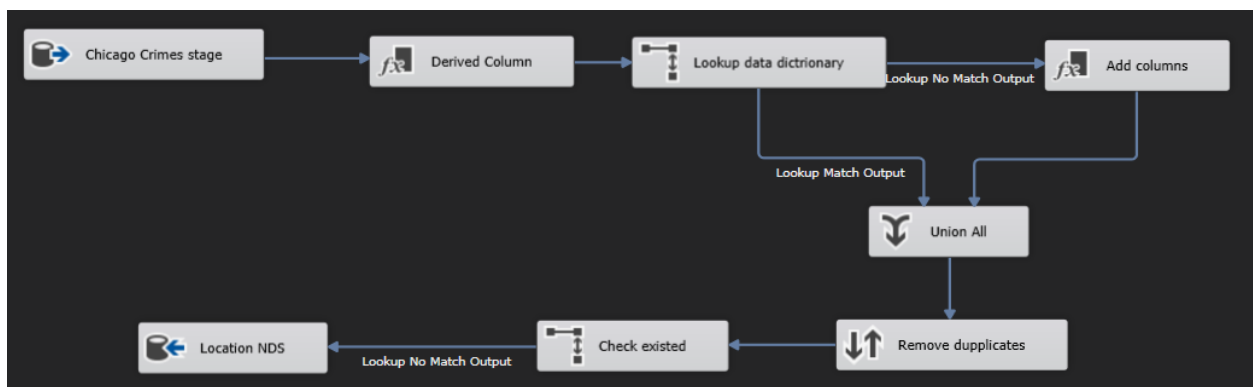 Chicago Crimes stage
Derived Column
Lookup data dictrionary
Lookup No Match Output
Add columns
Lookup Match Output
Union All
Remove dupplicates
Check existed
Lookup No Match Output
Location NDS